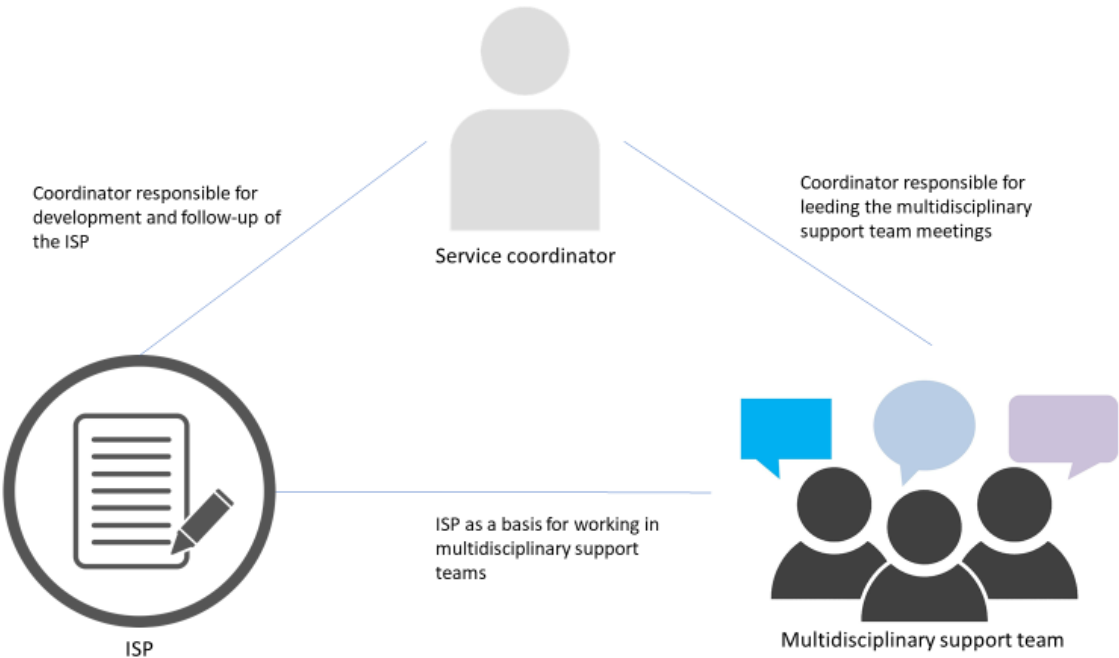 Coordinator responsible for
development and follow-up of
the ISP
Coordinator responsible for
leeding the multidisciplinary
support team meetings
Service coordinator
ISP as a basis for working in
multidisciplinary support
teams
ISP
Multidisciplinary support team